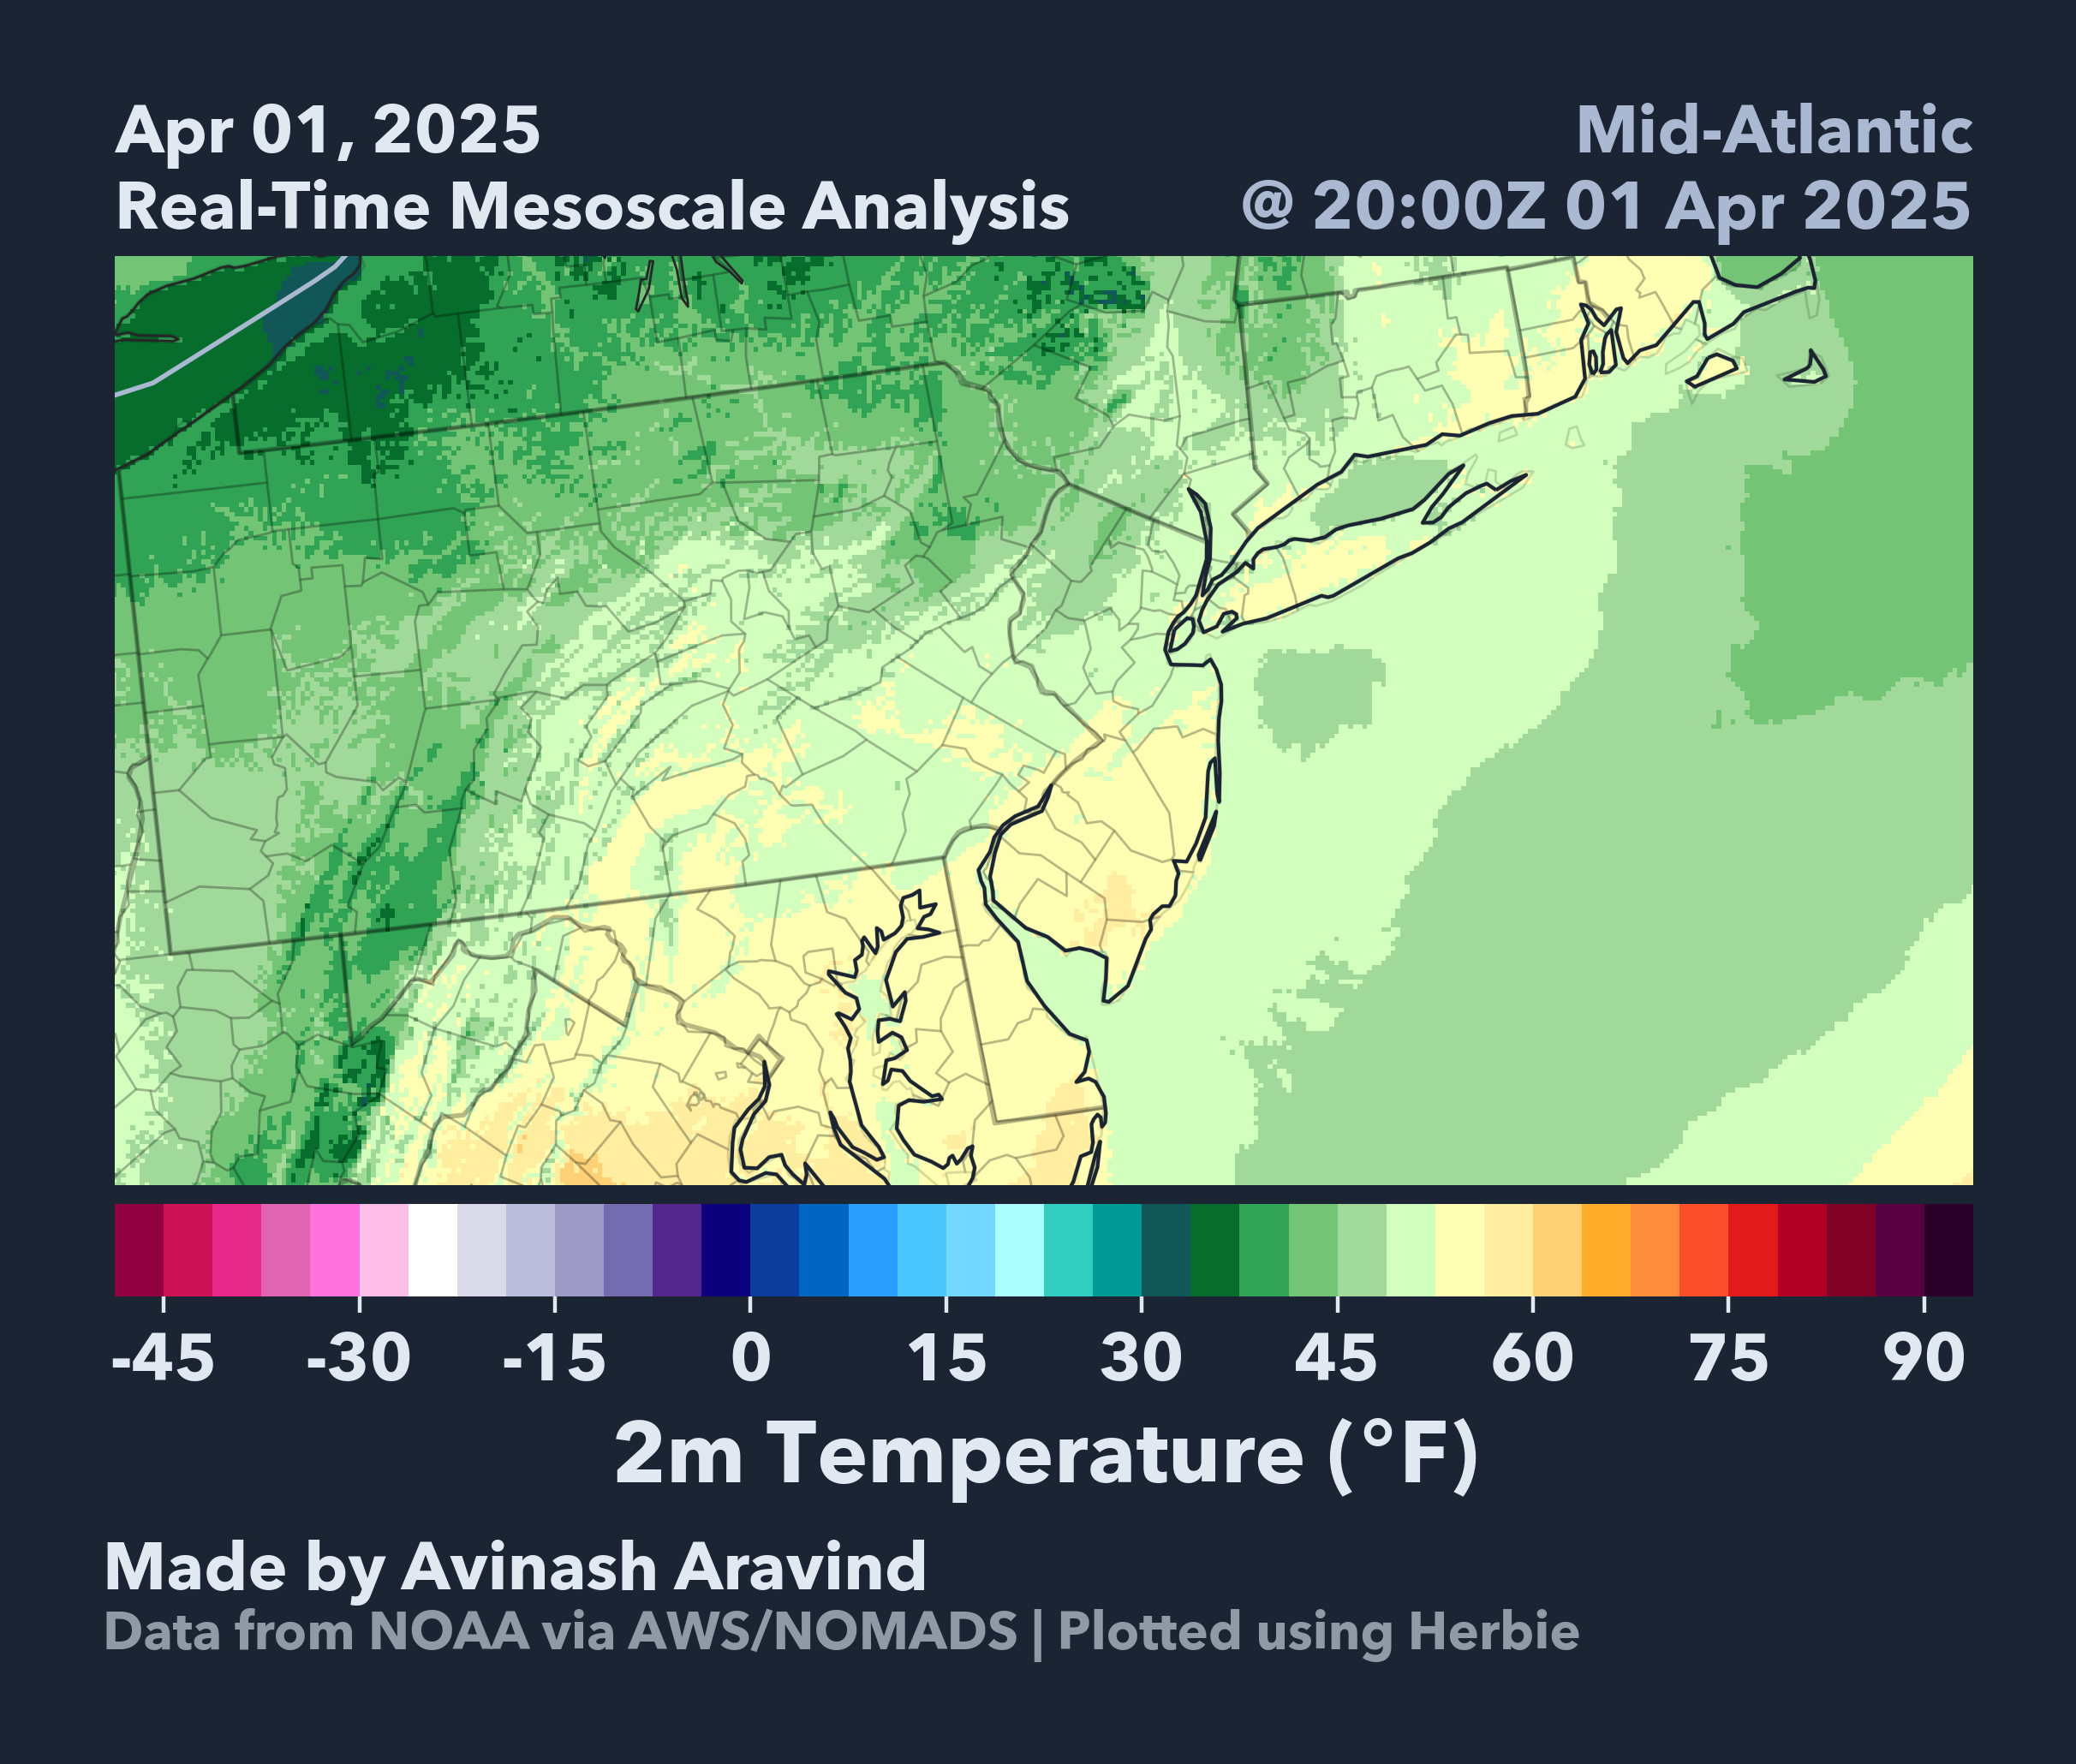 Apr 01, 2025
Mid-Atlantic
Real-Time Mesoscale Analysis
@ 20:00Z 01 Apr 2025
-45 -30 -15 0 15 30 45 60 75 90
2m Temperature (°F)
Made by Avinash Aravind
Data from NOAA via AWS/NOMADS | Plotted using Herbie